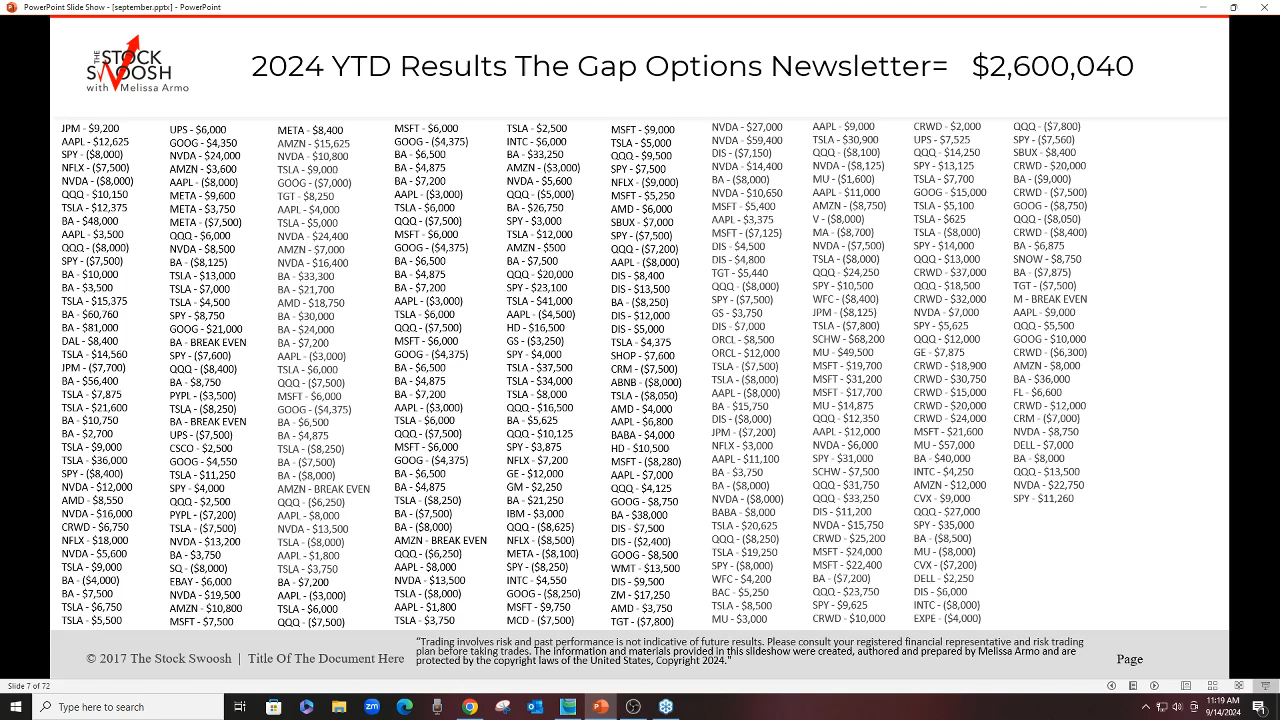 PowerPoint Slide Show - [september.pptx] - PowerPoint
THE STOCK SWOOSH
with Melissa Armo
2024 YTD Results The Gap Options Newsletter= $2,600,040
JPM - $9,200
AAPL - $12,625
SPY - ($8,000)
NFLX - ($7,500)
NVDA - ($8,000)
QQQ - $10,150
TSLA - $12,375
BA - $48,000
AAPL - $3,500
QQQ - ($8,000)
SPY - ($7,500)
BA - $10,000
BA - $3,500
TSLA - $15,375
BA - $60,760
BA - $81,000
DAL - $8,400
TSLA - $14,560
JPM - ($7,700)
BA - $56,400
TSLA - $7,875
TSLA - $21,600
BA - $10,750
BA - $2,700
TSLA - $9,000
TSLA - $36,000
SPY - ($8,400)
NVDA - $12,000
AMD - $8,550
NVDA - $16,000
CRWD - $6,750
NFLX - $18,000
NVDA - $5,600
TSLA - $9,000
BA - ($4,000)
BA - $7,500
TSLA - $6,750
TSLA - $5,500
UPS - $6,000
GOOG - $4,350
NVDA - $24,000
AMZN - $3,600
AAPL - ($8,000)
META - $9,600
META - $3,750
META - ($7,500)
QQQ - $6,000
NVDA - $8,500
BA - ($8,125)
TSLA - $13,000
TSLA - $7,000
TSLA - $4,500
SPY - $8,750
GOOG - $21,000
BA - BREAK EVEN
SPY - ($7,600)
QQQ - ($8,400)
BA - $8,750
PYPL - ($3,500)
TSLA - ($8,250)
BA - BREAK EVEN
UPS - ($7,500)
CSCO - $2,500
GOOG - $4,550
TSLA - $11,250
SPY - $4,000
QQQ - $2,500
PYPL - ($7,200)
TSLA - ($7,500)
NVDA - $13,200
BA - $3,750
SQ - ($8,000)
EBAY - $6,000
NVDA - $19,500
AMZN - $10,800
MSFT - $7,500
META - $8,400
AMZN - $15,625
NVDA - $10,800
TSLA - $9,000
GOOG - ($7,000)
TGT - $8,250
AAPL - $4,000
TSLA - $5,000
NVDA - $24,400
AMZN - $7,000
NVDA - $16,400
BA - $33,300
BA - $21,700
AMD - $18,750
BA - $30,000
BA - $24,000
BA - $7,200
AAPL - ($3,000)
TSLA - $6,000
QQQ - ($7,500)
MSFT - $6,000
GOOG - ($4,375)
BA - $6,500
BA - $4,875
TSLA - ($8,250)
BA - ($7,500)
BA - ($8,000)
AMZN - BREAK EVEN
QQQ - ($6,250)
AAPL - $8,000
NVDA - $13,500
TSLA - ($8,000)
AAPL - $1,800
TSLA - $3,750
BA - $7,200
AAPL - ($3,000)
TSLA - $6,000
QQQ - ($7,500)
MSFT - $6,000
GOOG - ($4,375)
BA - $6,500
BA - $4,875
BA - $7,200
AAPL - ($3,000)
TSLA - $6,000
QQQ - ($7,500)
MSFT - $6,000
GOOG - ($4,375)
BA - $6,500
BA - $4,875
BA - $7,200
AAPL - ($3,000)
TSLA - $6,000
QQQ - ($7,500)
MSFT - $6,000
GOOG - ($4,375)
BA - $6,500
BA - $4,875
BA - $7,200
AAPL - ($3,000)
TSLA - $6,000
QQQ - ($7,500)
MSFT - $6,000
GOOG - ($4,375)
BA - $6,500
BA - $4,875
TSLA - ($8,250)
BA - ($7,500)
BA - ($8,000)
AMZN - BREAK EVEN
QQQ - ($6,250)
AAPL - $8,000
NVDA - $13,500
TSLA - ($8,000)
AAPL - $1,800
TSLA - $3,750
TSLA - $2,500
INTC - $6,000
BA - $33,250
AMZN - ($3,000)
NVDA - $5,600
QQQ - ($5,000)
BA - $26,750
SPY - $3,000
TSLA - $12,000
AMZN - $500
BA - $7,500
QQQ - $20,000
SPY - $23,100
TSLA - $41,000
AAPL - ($4,500)
HD - $16,500
GS - ($3,250)
SPY - $4,000
TSLA - $37,500
TSLA - $34,000
TSLA - $8,000
QQQ - $16,500
BA - $5,625
QQQ - $10,125
SPY - $3,875
NFLX - $7,200
GE - $12,000
GM - $2,250
BA - $21,250
IBM - $3,000
QQQ - ($8,625)
NFLX - ($8,500)
META - ($8,100)
SPY - ($8,250)
INTC - $4,550
GOOG - ($8,250)
MSFT - $9,750
MCD - ($7,500)
MSFT - $9,000
TSLA - $5,000
QQQ - $9,500
SPY - $7,500
NFLX - ($9,000)
MSFT - $5,250
AMD - $6,000
SBUX - $7,000
SPY - ($7,500)
QQQ - ($7,200)
AAPL - ($8,000)
DIS - $8,400
DIS - $13,500
BA - ($8,250)
DIS - $12,000
DIS - $5,000
TSLA - $4,375
SHOP - $7,600
CRM - ($7,500)
ABNB - ($8,000)
TSLA - ($8,050)
AMD - $4,000
AAPL - $6,800
BABA - $4,000
HD - $10,500
MSFT - ($8,280)
AAPL - $7,000
QQQ - $4,125
GOOG - $8,750
BA - $38,000
DIS - $7,500
DIS - ($2,400)
GOOG - $8,500
WMT - $13,500
DIS - $9,500
ZM - $17,250
AMD - $3,750
TGT - ($7,800)
NVDA - $27,000
NVDA - $59,400
DIS - ($7,150)
NVDA - $14,400
BA - ($8,000)
NVDA - $10,650
MSFT - $5,400
AAPL - $3,375
MSFT - ($7,125)
DIS - $4,500
DIS - $4,800
TGT - $5,440
QQQ - ($8,000)
SPY - ($7,500)
GS - $3,750
DIS - $7,000
ORCL - $8,500
ORCL - $12,000
TSLA - ($7,500)
TSLA - ($8,000)
AAPL - ($8,000)
BA - $15,750
DIS - ($8,000)
JPM - ($7,200)
NFLX - $3,000
AAPL - $11,100
BA - $3,750
BA - ($8,000)
NVDA - ($8,000)
BABA - $8,000
TSLA - $20,625
QQQ - ($8,250)
TSLA - $19,250
SPY - ($8,000)
WFC - $4,200
BAC - $5,250
TSLA - $8,500
MU - $3,000
AAPL - $9,000
TSLA - $30,900
QQQ - ($8,100)
NVDA - ($8,125)
MU - ($1,600)
AAPL - $11,000
AMZN - ($8,750)
V - ($8,000)
MA - ($8,700)
NVDA - ($7,500)
TSLA - ($8,000)
QQQ - $24,250
SPY - $10,500
WFC - ($8,400)
JPM - ($8,125)
TSLA - ($7,800)
SCHW - $68,200
MU - $49,500
MSFT - $19,700
MSFT - $31,200
MSFT - $17,700
MU - $14,875
QQQ - $12,350
AAPL - $12,000
NVDA - $6,000
SPY - $31,000
SCHW - $7,500
QQQ - $31,750
QQQ - $33,250
DIS - $11,200
NVDA - $15,750
CRWD - $25,200
MSFT - $24,000
MSFT - $22,400
BA - ($7,200)
QQQ - $23,750
SPY - $9,625
CRWD - $10,000
CRWD - $2,000
UPS - $7,525
QQQ - $14,250
SPY - $13,125
TSLA - $7,700
GOOG - $15,000
TSLA - $5,100
TSLA - $625
TSLA - ($8,000)
SPY - $14,000
QQQ - $13,000
CRWD - $37,000
QQQ - $18,500
CRWD - $32,000
NVDA - $7,000
SPY - $5,625
QQQ - $12,000
GE - $7,875
CRWD - $18,900
CRWD - $30,750
CRWD - $15,000
CRWD - $20,000
CRWD - $24,000
MSFT - $21,600
MU - $57,000
BA - $40,000
INTC - $4,250
AMZN - $12,000
CVX - $9,000
QQQ - $27,000
SPY - $35,000
BA - ($8,500)
MU - ($8,000)
CVX - ($7,200)
DELL - $2,250
DIS - $6,000
INTC - ($8,000)
EXPE - ($4,000)
QQQ - ($7,800)
SPY - ($7,560)
SBUX - $8,400
CRWD - $20,000
BA - ($9,000)
CRWD - ($7,500)
GOOG - ($8,750)
QQQ - ($8,050)
CRWD - ($8,400)
BA - $6,875
SNOW - $8,750
BA - ($7,875)
TGT - ($7,500)
M - BREAK EVEN
AAPL - $9,000
QQQ - $5,500
GOOG - $10,000
CRWD - ($6,300)
AMZN - $8,000
BA - $36,000
FL - $6,600
CRWD - $12,000
CRM - ($7,000)
NVDA - $8,750
DELL - $7,000
BA - $8,000
QQQ - $13,500
NVDA - $22,750
SPY - $11,260
© 2017 The Stock Swoosh | Title Of The Document Here
"Trading involves risk and past performance is not indicative of future results. Please consult your registered financial representative and risk trading
plan before taking trades. The information and materials provided in this slideshow were created, authored and prepared by Melissa Armo and are
protected by the copyright laws of the United States, Copyright 2024."
Page
Slide 7 of 72
Type here to search
11:19 AM
9/14/2024